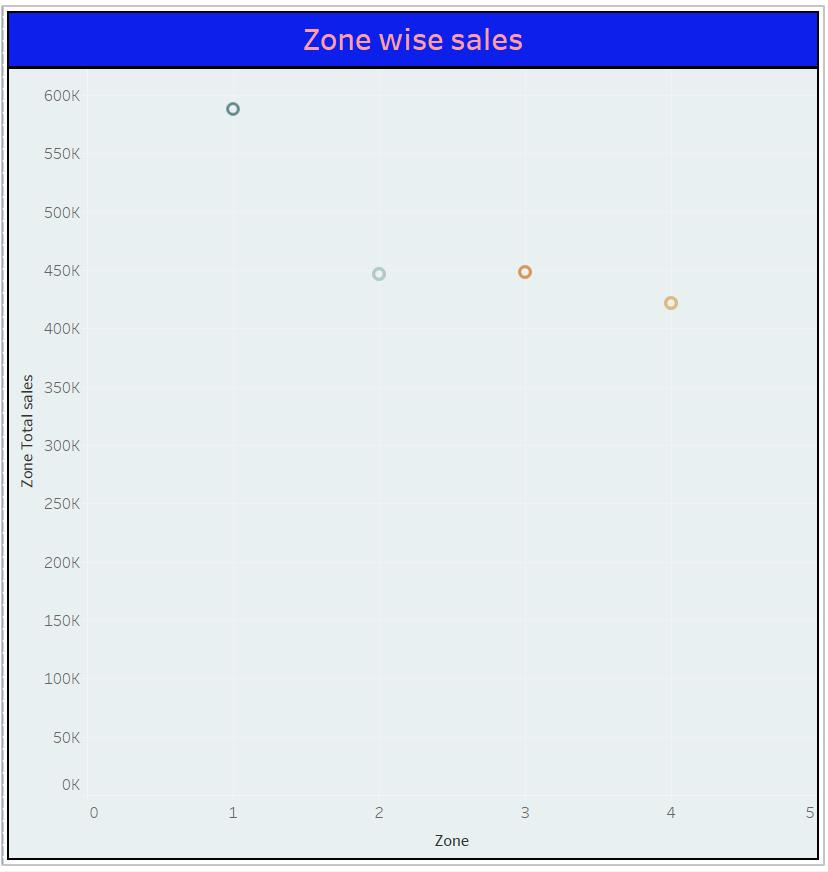 Zone wise sales
600K
550K
500K
450K
400K
350K
300K
250K
200K
150K
100K
50K
0K
Zone Total sales
0 1 2 3 4 5
Zone